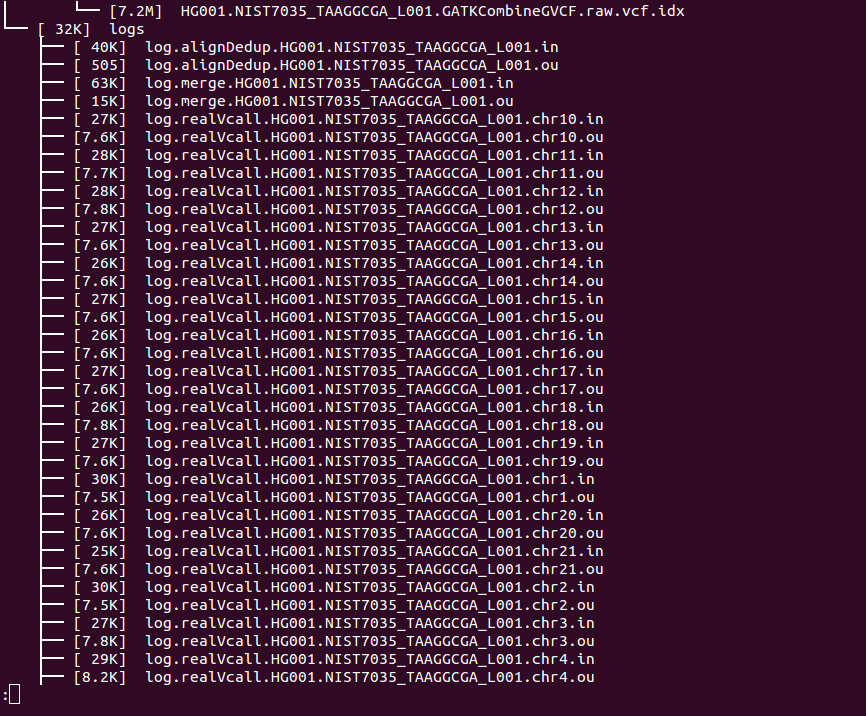 └── [7.2M]  HG001.NIST7035_TAAGGCGA_L001.GATKCombineGVCF.raw.vcf.idx
└── [ 32K]  logs
├── [ 40K]  log.alignDedup.HG001.NIST7035_TAAGGCGA_L001.in
├── [ 505]  log.alignDedup.HG001.NIST7035_TAAGGCGA_L001.ou
├── [ 63K]  log.merge.HG001.NIST7035_TAAGGCGA_L001.in
├── [ 15K]  log.merge.HG001.NIST7035_TAAGGCGA_L001.ou
├── [ 27K]  log.realVcall.HG001.NIST7035_TAAGGCGA_L001.chr10.in
├── [7.6K]  log.realVcall.HG001.NIST7035_TAAGGCGA_L001.chr10.ou
├── [ 28K]  log.realVcall.HG001.NIST7035_TAAGGCGA_L001.chr11.in
├── [7.7K]  log.realVcall.HG001.NIST7035_TAAGGCGA_L001.chr11.ou
├── [ 28K]  log.realVcall.HG001.NIST7035_TAAGGCGA_L001.chr12.in
├── [7.8K]  log.realVcall.HG001.NIST7035_TAAGGCGA_L001.chr12.ou
├── [ 27K]  log.realVcall.HG001.NIST7035_TAAGGCGA_L001.chr13.in
├── [7.6K]  log.realVcall.HG001.NIST7035_TAAGGCGA_L001.chr13.ou
├── [ 26K]  log.realVcall.HG001.NIST7035_TAAGGCGA_L001.chr14.in
├── [7.6K]  log.realVcall.HG001.NIST7035_TAAGGCGA_L001.chr14.ou
├── [ 27K]  log.realVcall.HG001.NIST7035_TAAGGCGA_L001.chr15.in
├── [7.6K]  log.realVcall.HG001.NIST7035_TAAGGCGA_L001.chr15.ou
├── [ 26K]  log.realVcall.HG001.NIST7035_TAAGGCGA_L001.chr16.in
├── [7.6K]  log.realVcall.HG001.NIST7035_TAAGGCGA_L001.chr16.ou
├── [ 27K]  log.realVcall.HG001.NIST7035_TAAGGCGA_L001.chr17.in
├── [7.6K]  log.realVcall.HG001.NIST7035_TAAGGCGA_L001.chr17.ou
├── [ 26K]  log.realVcall.HG001.NIST7035_TAAGGCGA_L001.chr18.in
├── [7.8K]  log.realVcall.HG001.NIST7035_TAAGGCGA_L001.chr18.ou
├── [ 27K]  log.realVcall.HG001.NIST7035_TAAGGCGA_L001.chr19.in
├── [7.6K]  log.realVcall.HG001.NIST7035_TAAGGCGA_L001.chr19.ou
├── [ 30K]  log.realVcall.HG001.NIST7035_TAAGGCGA_L001.chr1.in
├── [7.5K]  log.realVcall.HG001.NIST7035_TAAGGCGA_L001.chr1.ou
├── [ 26K]  log.realVcall.HG001.NIST7035_TAAGGCGA_L001.chr20.in
├── [7.6K]  log.realVcall.HG001.NIST7035_TAAGGCGA_L001.chr20.ou
├── [ 25K]  log.realVcall.HG001.NIST7035_TAAGGCGA_L001.chr21.in
├── [7.6K]  log.realVcall.HG001.NIST7035_TAAGGCGA_L001.chr21.ou
├── [ 30K]  log.realVcall.HG001.NIST7035_TAAGGCGA_L001.chr2.in
├── [7.5K]  log.realVcall.HG001.NIST7035_TAAGGCGA_L001.chr2.ou
├── [ 27K]  log.realVcall.HG001.NIST7035_TAAGGCGA_L001.chr3.in
├── [7.8K]  log.realVcall.HG001.NIST7035_TAAGGCGA_L001.chr3.ou
├── [ 29K]  log.realVcall.HG001.NIST7035_TAAGGCGA_L001.chr4.in
├── [8.2K]  log.realVcall.HG001.NIST7035_TAAGGCGA_L001.chr4.ou
: